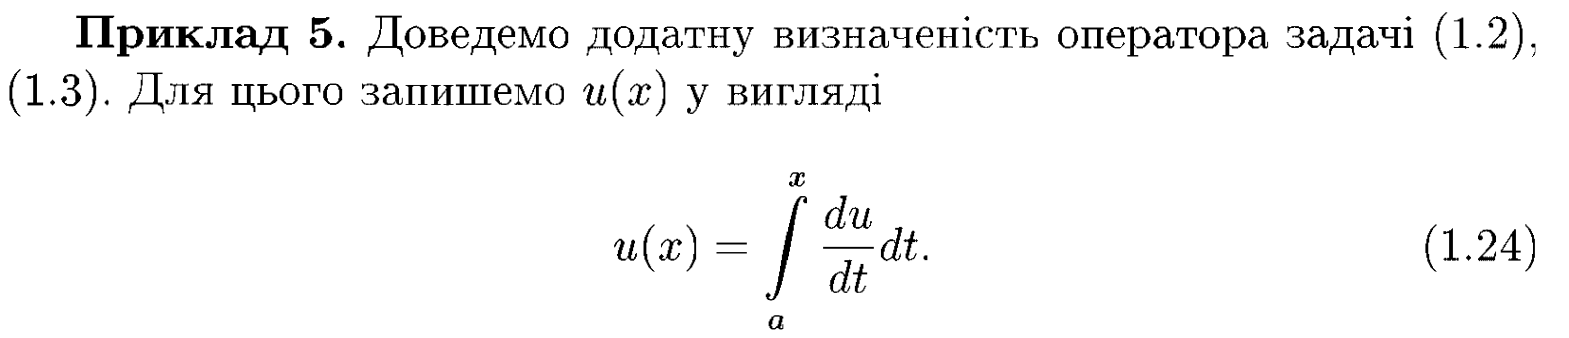 Приклад 5. Доведемо додатну визначеність оператора задачі (1.2),
(1.3). Для цього запишемо u(x) у вигляді
u(x) = ∫ₐˣ du/dt dt. (1.24)